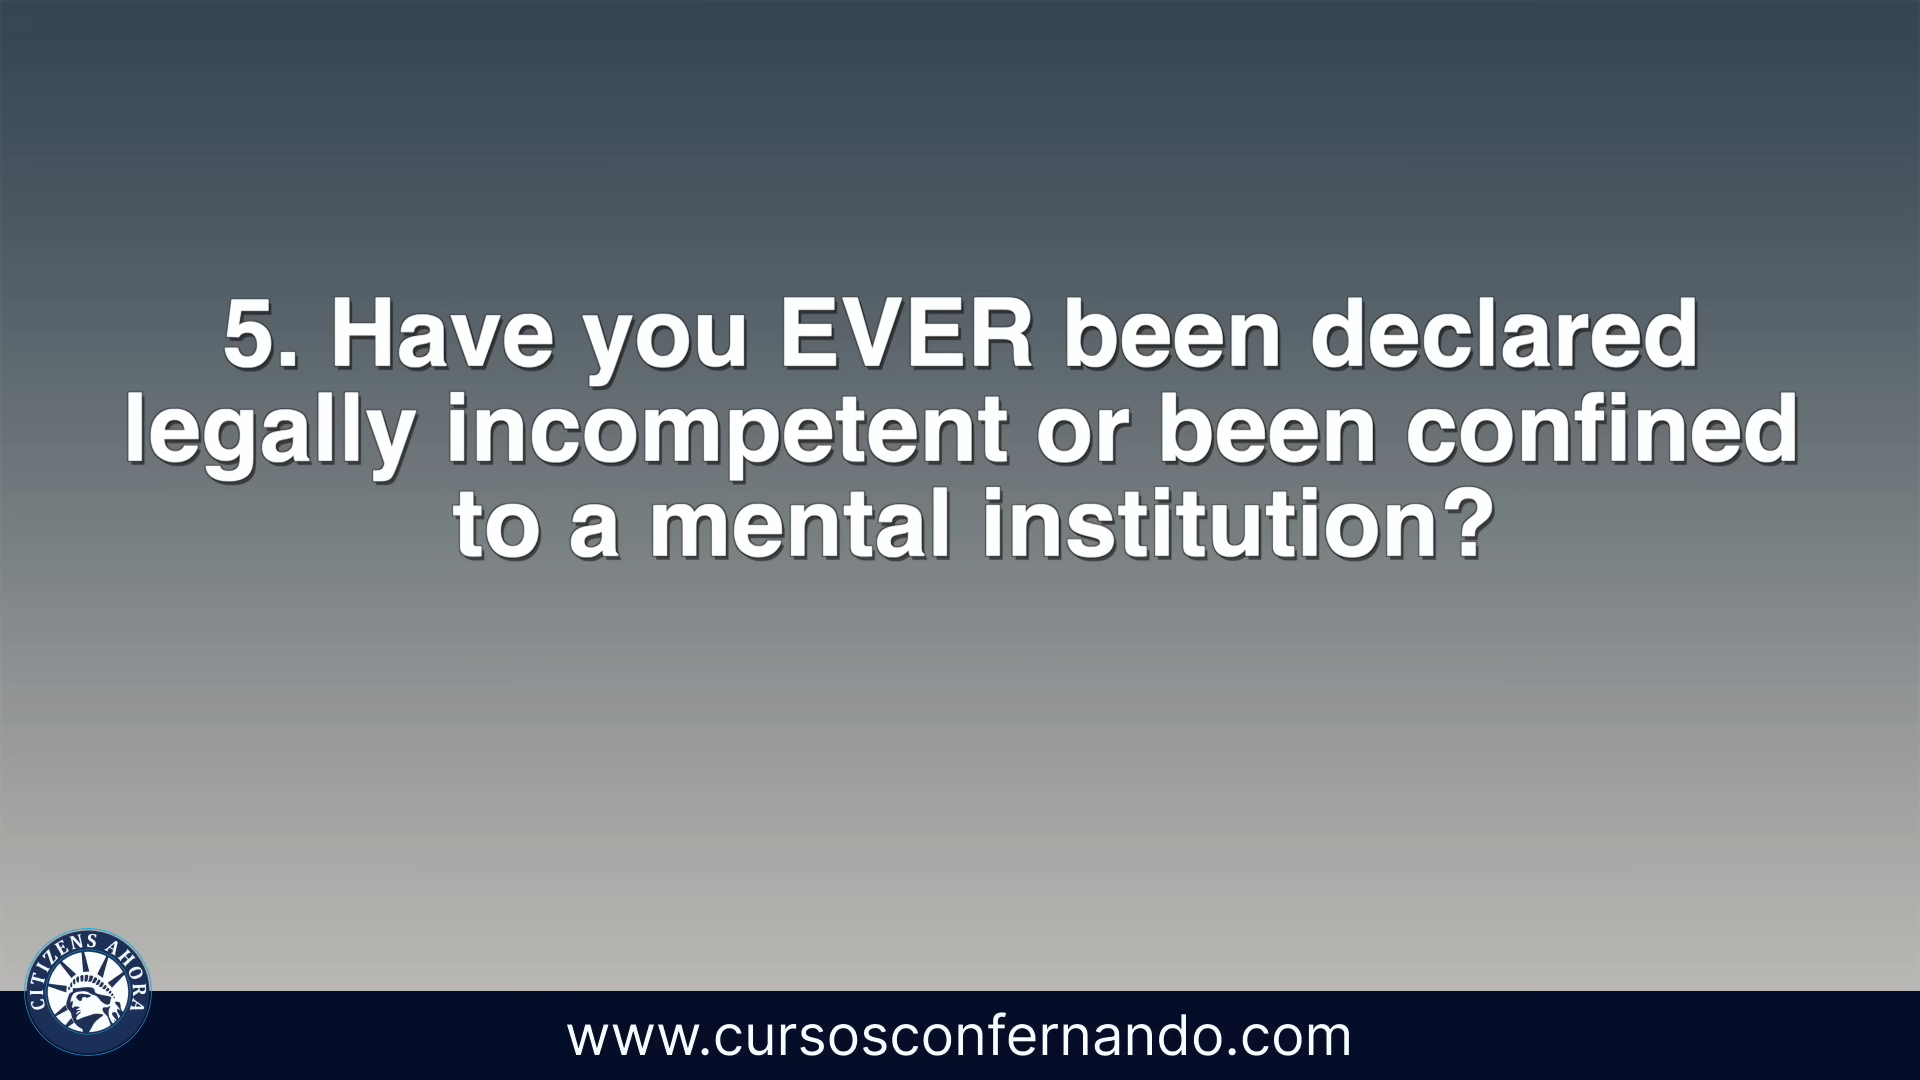 5. Have you EVER been declared
legally incompetent or been confined
to a mental institution?
CITIZENS AHORA
www.cursosconfernando.com